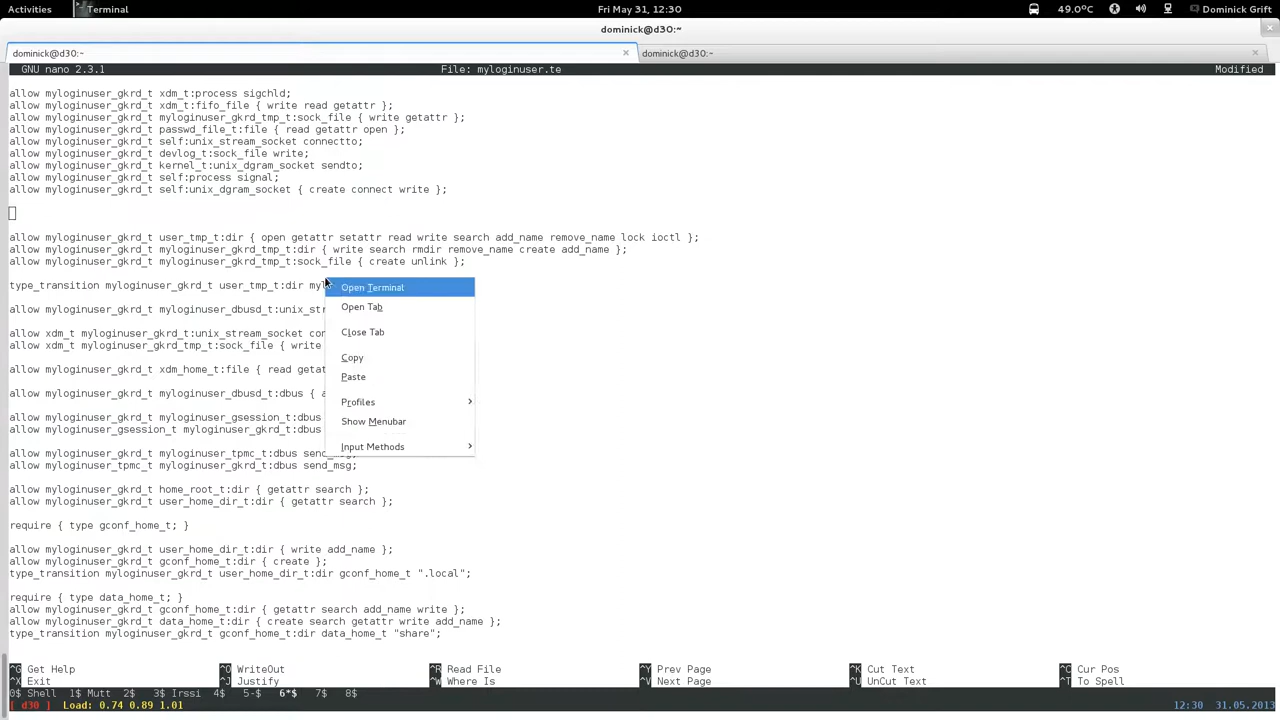 Activities Terminal Fri May 31, 12:30 49.0°C Dominick Grift
dominick@d30:~
dominick@d30:~ dominick@d30:~
GNU nano 2.3.1 File: myloginuser.te Modified
allow myloginuser_gkrd_t xdm_t:process sigchld;
allow myloginuser_gkrd_t xdm_t:fifo_file { write read getattr };
allow myloginuser_gkrd_t myloginuser_gkrd_tmp_t:sock_file { write getattr };
allow myloginuser_gkrd_t passwd_file_t:file { read getattr open };
allow myloginuser_gkrd_t self:unix_stream_socket connectto;
allow myloginuser_gkrd_t devlog_t:sock_file write;
allow myloginuser_gkrd_t kernel_t:unix_dgram_socket sendto;
allow myloginuser_gkrd_t self:process signal;
allow myloginuser_gkrd_t self:unix_dgram_socket { create connect write };
allow myloginuser_gkrd_t user_tmp_t:dir { open getattr setattr read write search add_name remove_name lock ioctl };
allow myloginuser_gkrd_t myloginuser_gkrd_tmp_t:dir { write search rmdir remove_name create add_name };
allow myloginuser_gkrd_t myloginuser_gkrd_tmp_t:sock_file { create unlink };
type_transition myloginuser_gkrd_t user_tmp_t:dir my
allow myloginuser_gkrd_t myloginuser_dbusd_t:unix_str
allow xdm_t myloginuser_gkrd_t:unix_stream_socket con
allow xdm_t myloginuser_gkrd_tmp_t:sock_file { write
allow myloginuser_gkrd_t xdm_home_t:file { read geta
allow myloginuser_gkrd_t myloginuser_dbusd_t:dbus { a
allow myloginuser_gkrd_t myloginuser_gsession_t:dbus
allow myloginuser_gsession_t myloginuser_gkrd_t:dbus
allow myloginuser_gkrd_t myloginuser_tpmc_t:dbus send_msg;
allow myloginuser_tpmc_t myloginuser_gkrd_t:dbus send_msg;
allow myloginuser_gkrd_t home_root_t:dir { getattr search };
allow myloginuser_gkrd_t user_home_dir_t:dir { getattr search };
require { type gconf_home_t; }
allow myloginuser_gkrd_t user_home_dir_t:dir { write add_name };
allow myloginuser_gkrd_t gconf_home_t:dir { create };
type_transition myloginuser_gkrd_t user_home_dir_t:dir gconf_home_t ".local";
require { type data_home_t; }
allow myloginuser_gkrd_t gconf_home_t:dir { getattr search add_name write };
allow myloginuser_gkrd_t data_home_t:dir { create search getattr write add_name };
type_transition myloginuser_gkrd_t gconf_home_t:dir data_home_t "share";
Open Terminal
Open Tab
Close Tab
Copy
Paste
Profiles
Show Menubar
Input Methods
^G Get Help ^O WriteOut ^R Read File ^Y Prev Page ^K Cut Text ^C Cur Pos
^X Exit ^J Justify ^W Where Is ^V Next Page ^U UnCut Text ^T To Spell
0$ Shell 1$ Mutt 2$ 3$ Irssi 4$ 5-$ 6*$ 7$ 8$
[ d30 ] Load: 0.74 0.89 1.01 12:30 31.05.2013